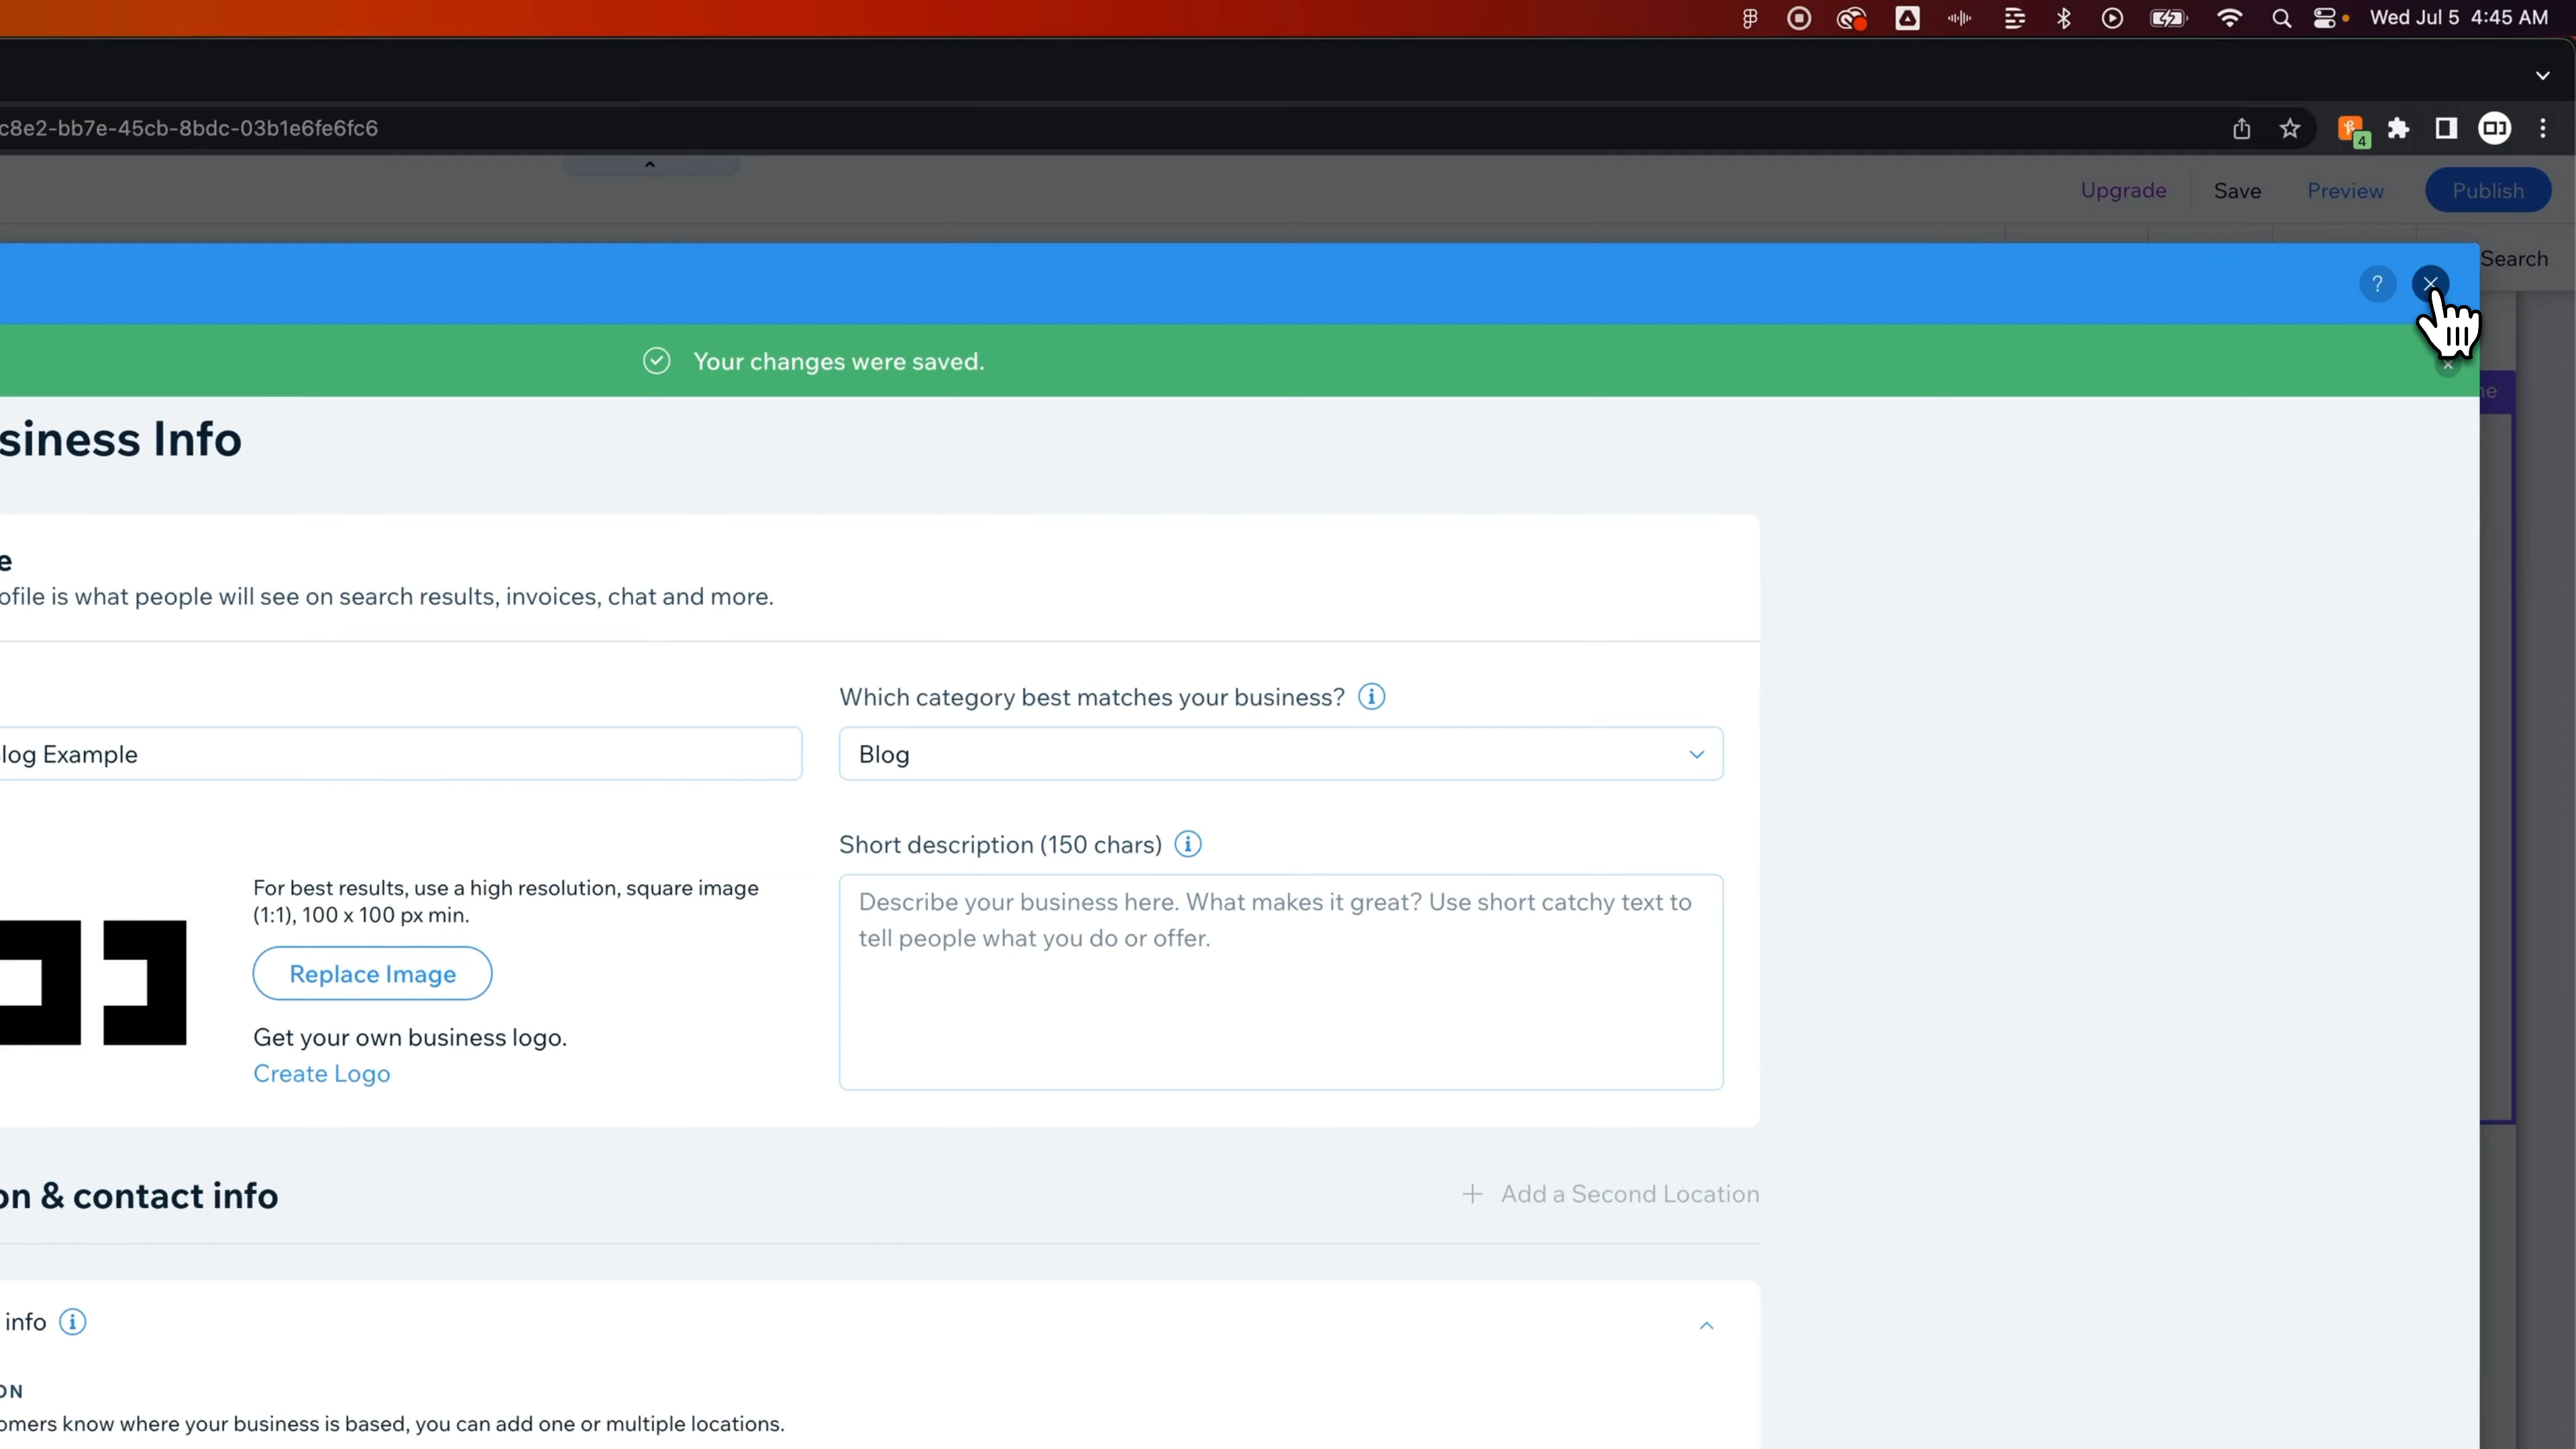 Wed Jul 5 4:45 AM
c8e2-bb7e-45cb-8bdc-03b1e6fe6fc6
4
Upgrade
Save
Preview
Publish
Search
?
Your changes were saved.
siness Info
e
ofile is what people will see on search results, invoices, chat and more.
Which category best matches your business?
log Example
Blog
Short description (150 chars)
For best results, use a high resolution, square image
(1:1), 100 x 100 px min.
Describe your business here. What makes it great? Use short catchy text to
tell people what you do or offer.
Replace Image
Get your own business logo.
Create Logo
on & contact info
+ Add a Second Location
info
ON
omers know where your business is based, you can add one or multiple locations.